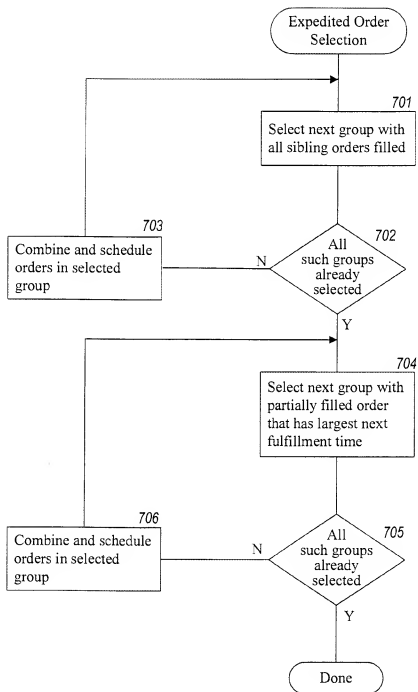 Expedited Order
Selection
701
Select next group with
all sibling orders filled
702
All
such groups
already
selected
N
703
Combine and schedule
orders in selected
group
Y
704
Select next group with
partially filled order
that has largest next
fulfillment time
705
All
such groups
already
selected
N
706
Combine and schedule
orders in selected
group
Y
Done